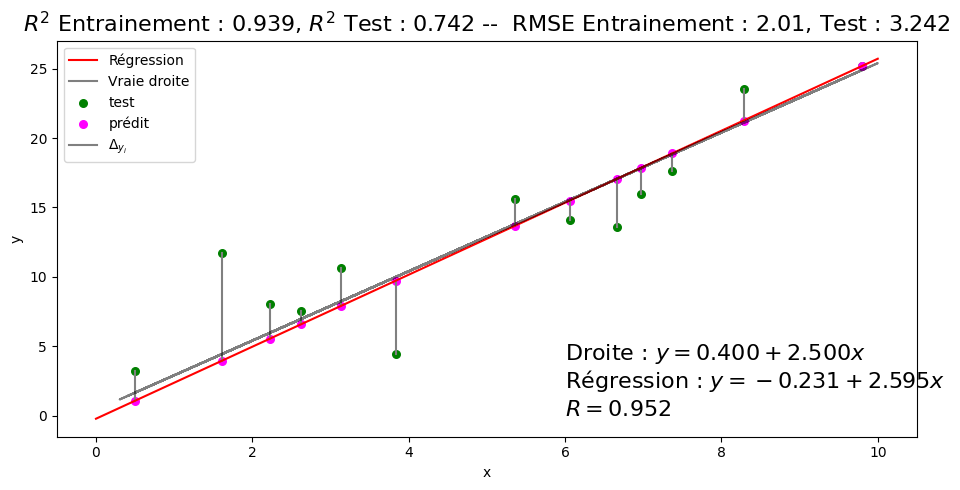 R² Entrainement : 0.939, R² Test : 0.742 -- RMSE Entrainement : 2.01, Test : 3.242
Régression
Vraie droite
test
prédit
Δyᵢ
25
20
15
10
5
0
y
Droite : y = 0.400 + 2.500x
Régression : y = −0.231 + 2.595x
R = 0.952
0 2 4 6 8 10
x